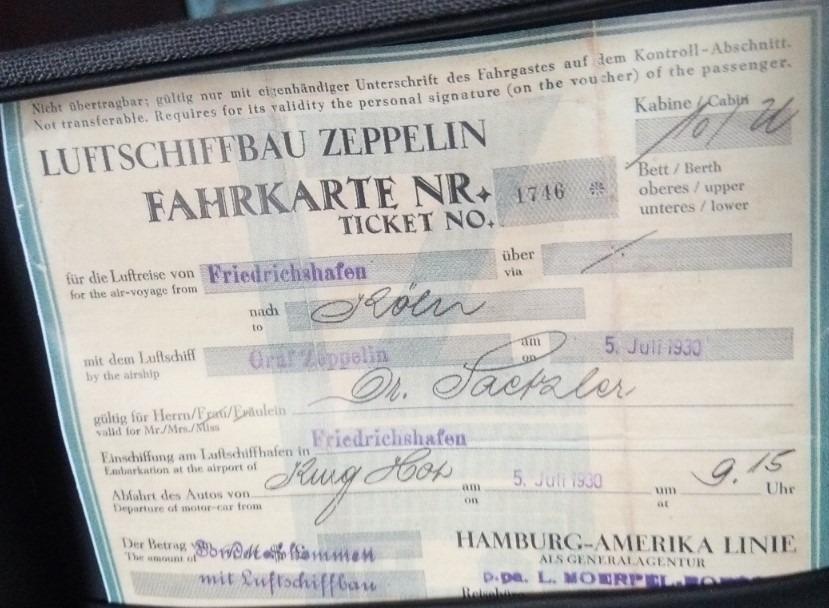 Nicht übertragbar; gültig nur mit eigenhändiger Unterschrift des Fahrgastes auf dem Kontroll-Abschnitt.
Not transferable. Requires for its validity the personal signature (on the voucher) of the passenger.
LUFTSCHIFFBAU ZEPPELIN
Kabine / Cabin
FAHRKARTE NR.
TICKET NO.
1746
Bett / Berth
oberes / upper
unteres / lower
für die Luftreise von Friedrichshafen über
for the air-voyage from via
nach Köln
to
mit dem Luftschiff Graf Zeppelin am 5. Juli 1930
by the airship on
gültig für Herrn/Frau/Fräulein Dr.
valid for Mr./Mrs./Miss
Einschiffung am Luftschiffhafen in Friedrichshafen
Embarkation at the airport of
Abfahrt des Autos von am 5. Juli 1930 um 9.15 Uhr
Departure of motor-car from on at
Der Betrag
The amount of
mit Luftschiffbau
HAMBURG-AMERIKA LINIE
ALS GENERALAGENTUR
p.pa. L.